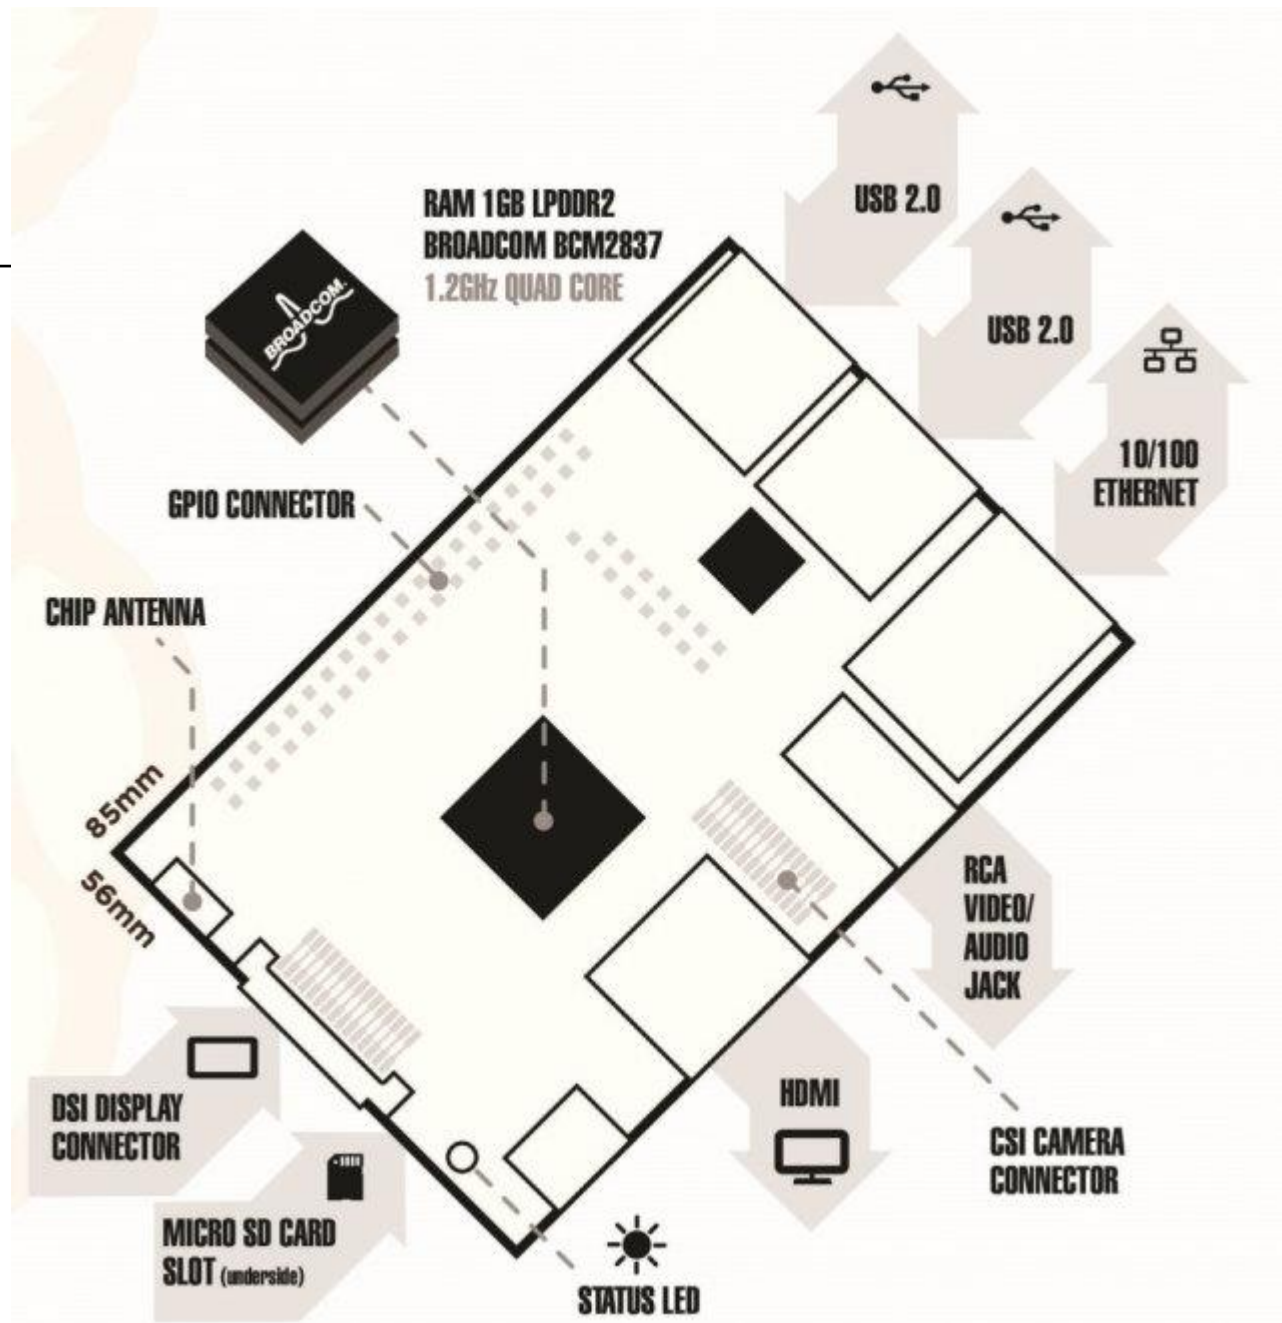 USB 2.0
RAM 1GB LPDDR2
BROADCOM BCM2837
1.2GHz QUAD CORE
BROADCOM.
USB 2.0
10/100
ETHERNET
GPIO CONNECTOR
CHIP ANTENNA
85mm
56mm
RCA
VIDEO/
AUDIO
JACK
DSI DISPLAY
CONNECTOR
HDMI
CSI CAMERA
CONNECTOR
MICRO SD CARD
SLOT (underside)
STATUS LED